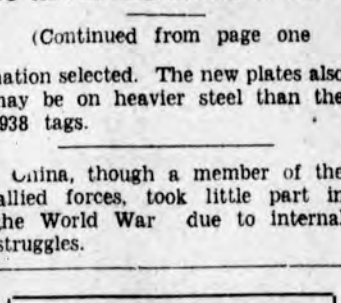 (Continued from page one
nation selected. The new plates also
may be on heavier steel than the
1938 tags.
China, though a member of the
allied forces, took little part in
the World War due to internal
struggles.